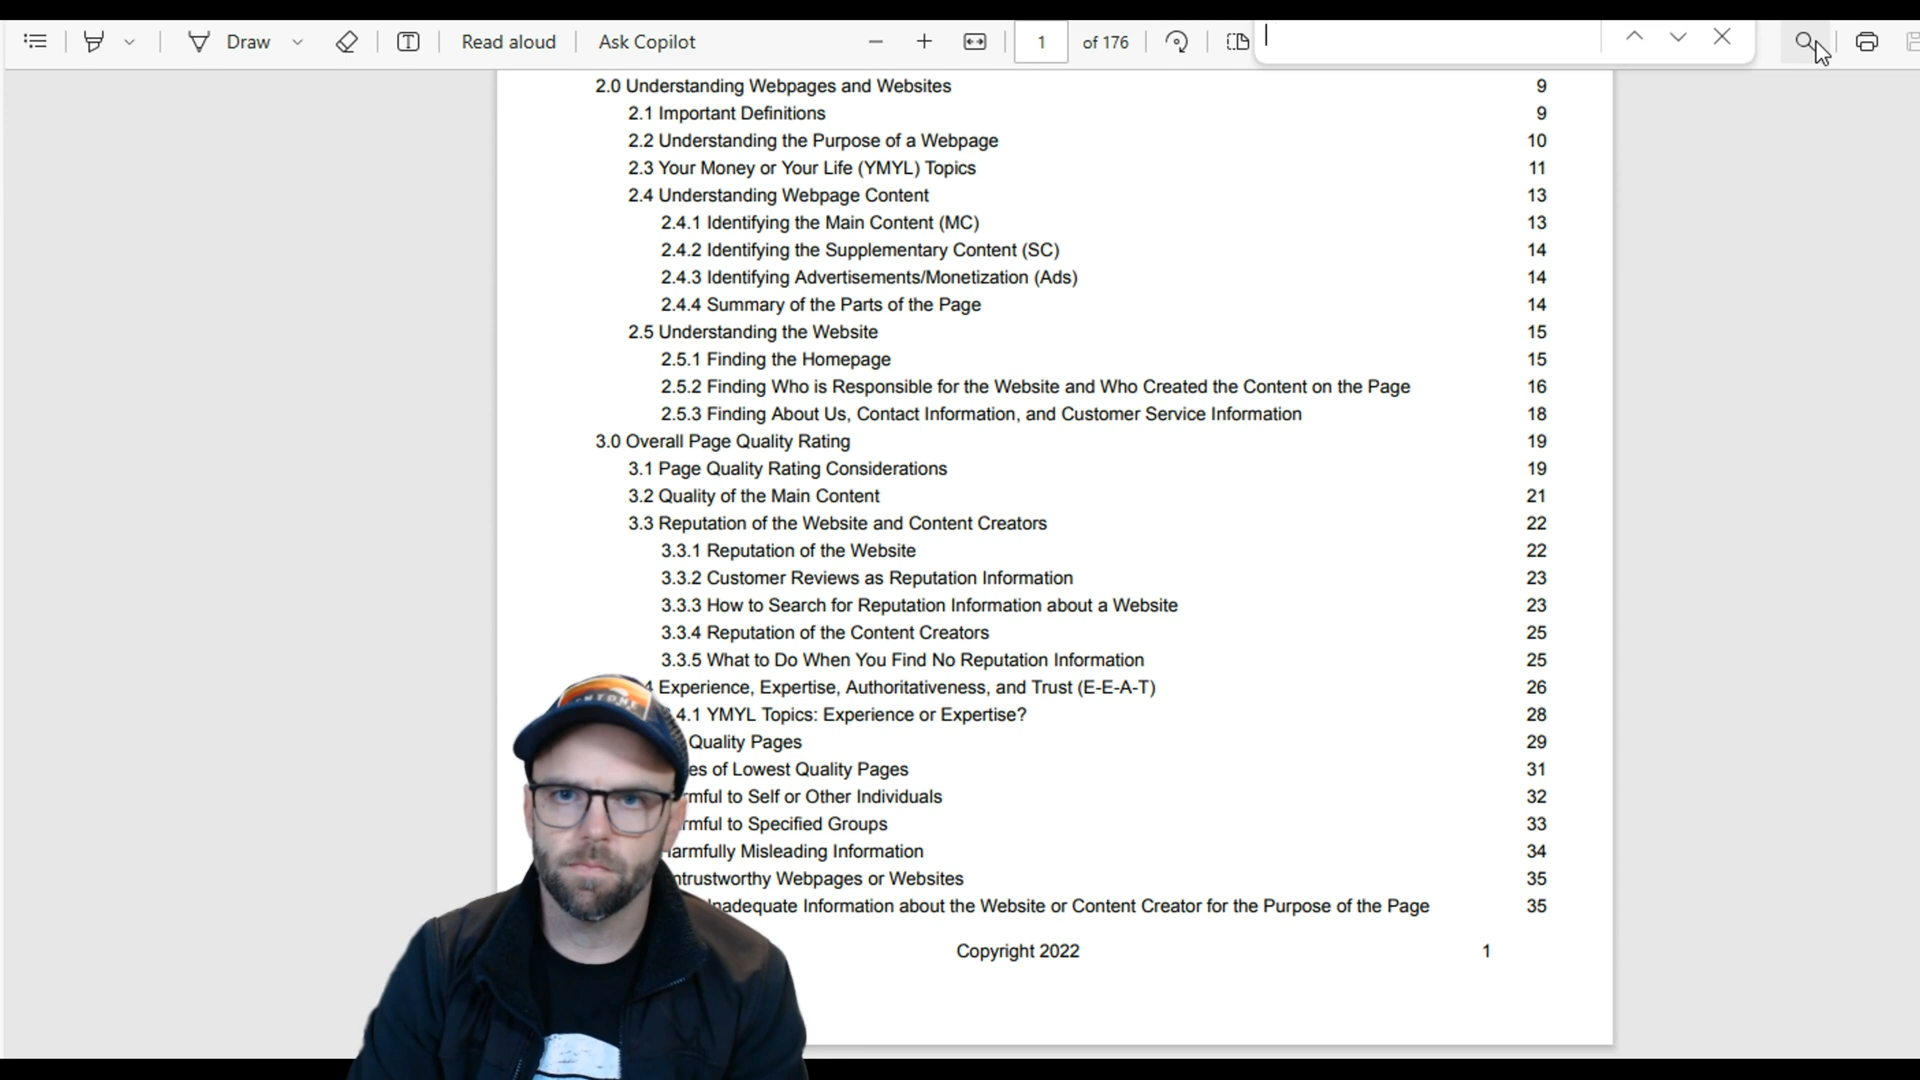 Draw
Read aloud
Ask Copilot
1 of 176
2.0 Understanding Webpages and Websites 9
2.1 Important Definitions 9
2.2 Understanding the Purpose of a Webpage 10
2.3 Your Money or Your Life (YMYL) Topics 11
2.4 Understanding Webpage Content 13
2.4.1 Identifying the Main Content (MC) 13
2.4.2 Identifying the Supplementary Content (SC) 14
2.4.3 Identifying Advertisements/Monetization (Ads) 14
2.4.4 Summary of the Parts of the Page 14
2.5 Understanding the Website 15
2.5.1 Finding the Homepage 15
2.5.2 Finding Who is Responsible for the Website and Who Created the Content on the Page 16
2.5.3 Finding About Us, Contact Information, and Customer Service Information 18
3.0 Overall Page Quality Rating 19
3.1 Page Quality Rating Considerations 19
3.2 Quality of the Main Content 21
3.3 Reputation of the Website and Content Creators 22
3.3.1 Reputation of the Website 22
3.3.2 Customer Reviews as Reputation Information 23
3.3.3 How to Search for Reputation Information about a Website 23
3.3.4 Reputation of the Content Creators 25
3.3.5 What to Do When You Find No Reputation Information 25
4 Experience, Expertise, Authoritativeness, and Trust (E-E-A-T) 26
4.1 YMYL Topics: Experience or Expertise? 28
Quality Pages 29
es of Lowest Quality Pages 31
rmful to Self or Other Individuals 32
rmful to Specified Groups 33
Harmfully Misleading Information 34
ntrustworthy Webpages or Websites 35
Inadequate Information about the Website or Content Creator for the Purpose of the Page 35
Copyright 2022 1